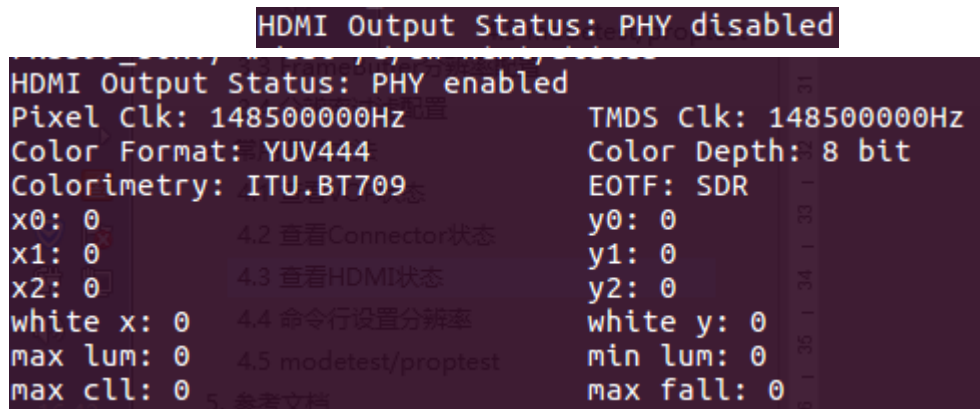 HDMI Output Status: PHY disabled
HDMI Output Status: PHY enabled
Pixel Clk: 148500000Hz TMDS Clk: 148500000Hz
Color Format: YUV444 Color Depth: 8 bit
Colorimetry: ITU.BT709 EOTF: SDR
x0: 0 y0: 0
x1: 0 y1: 0
4.2 查看Connector状态
x2: 0 y2: 0
4.3 查看HDMI状态
white x: 0 white y: 0
4.4 命令行设置分辨率
max lum: 0 min lum: 0
4.5 modetest/proptest
max cll: 0 max fall: 0